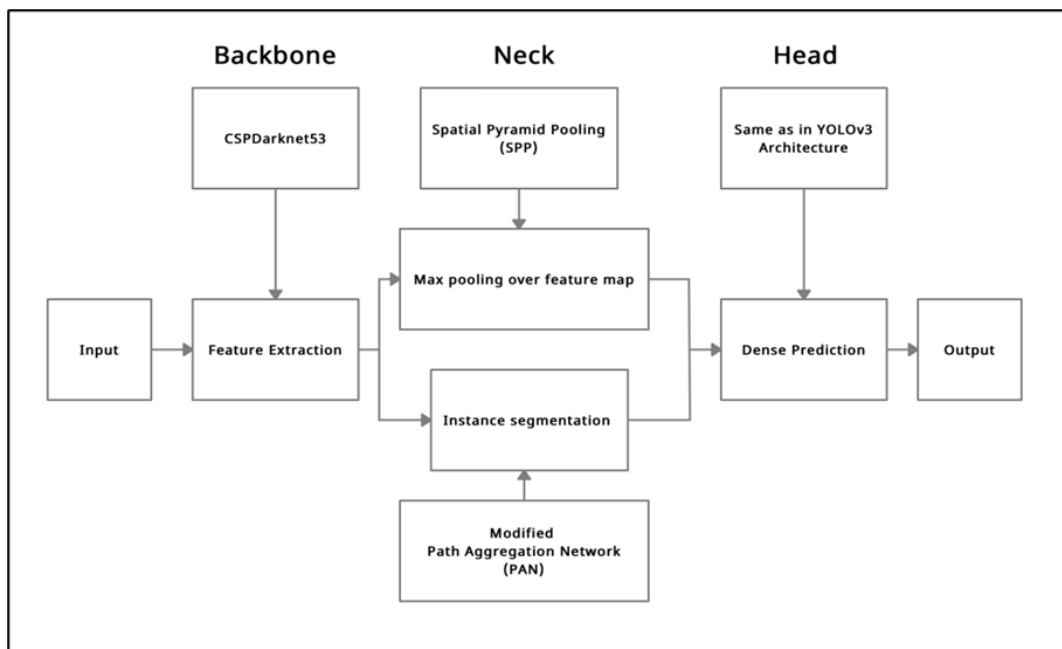 Backbone
Neck
Head
CSPDarknet53
Spatial Pyramid Pooling
(SPP)
Same as in YOLOv3
Architecture
Max pooling over feature map
Input
Feature Extraction
Dense Prediction
Output
Instance segmentation
Modified
Path Aggregation Network
(PAN)